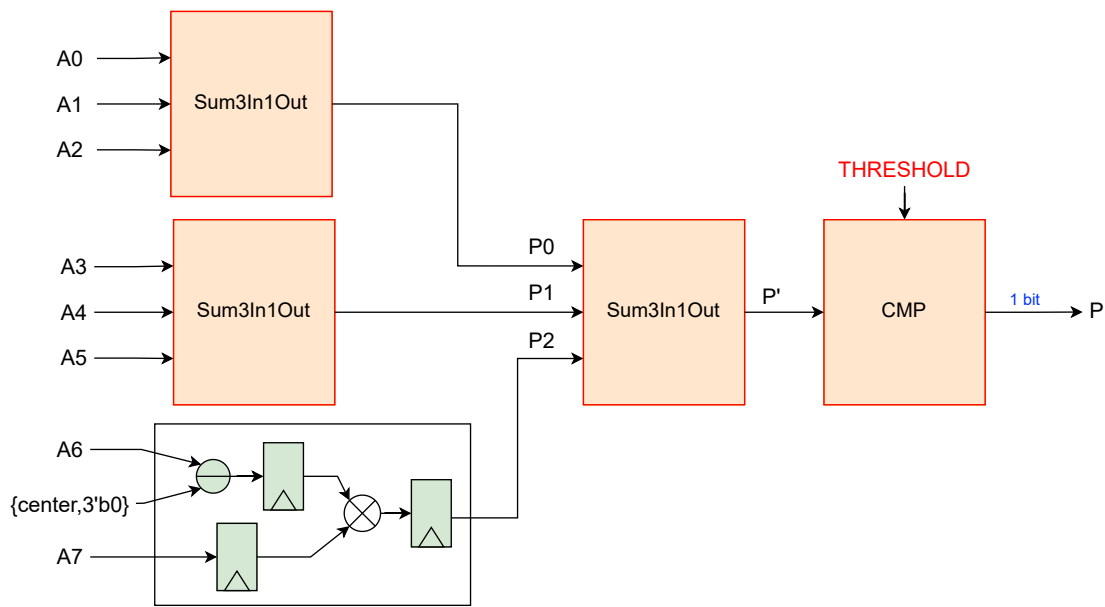 A0
A1
A2
Sum3In1Out
A3
A4
A5
Sum3In1Out
P0
P1
P2
Sum3In1Out
P'
THRESHOLD
CMP
1 bit
P
A6
{center,3'b0}
A7